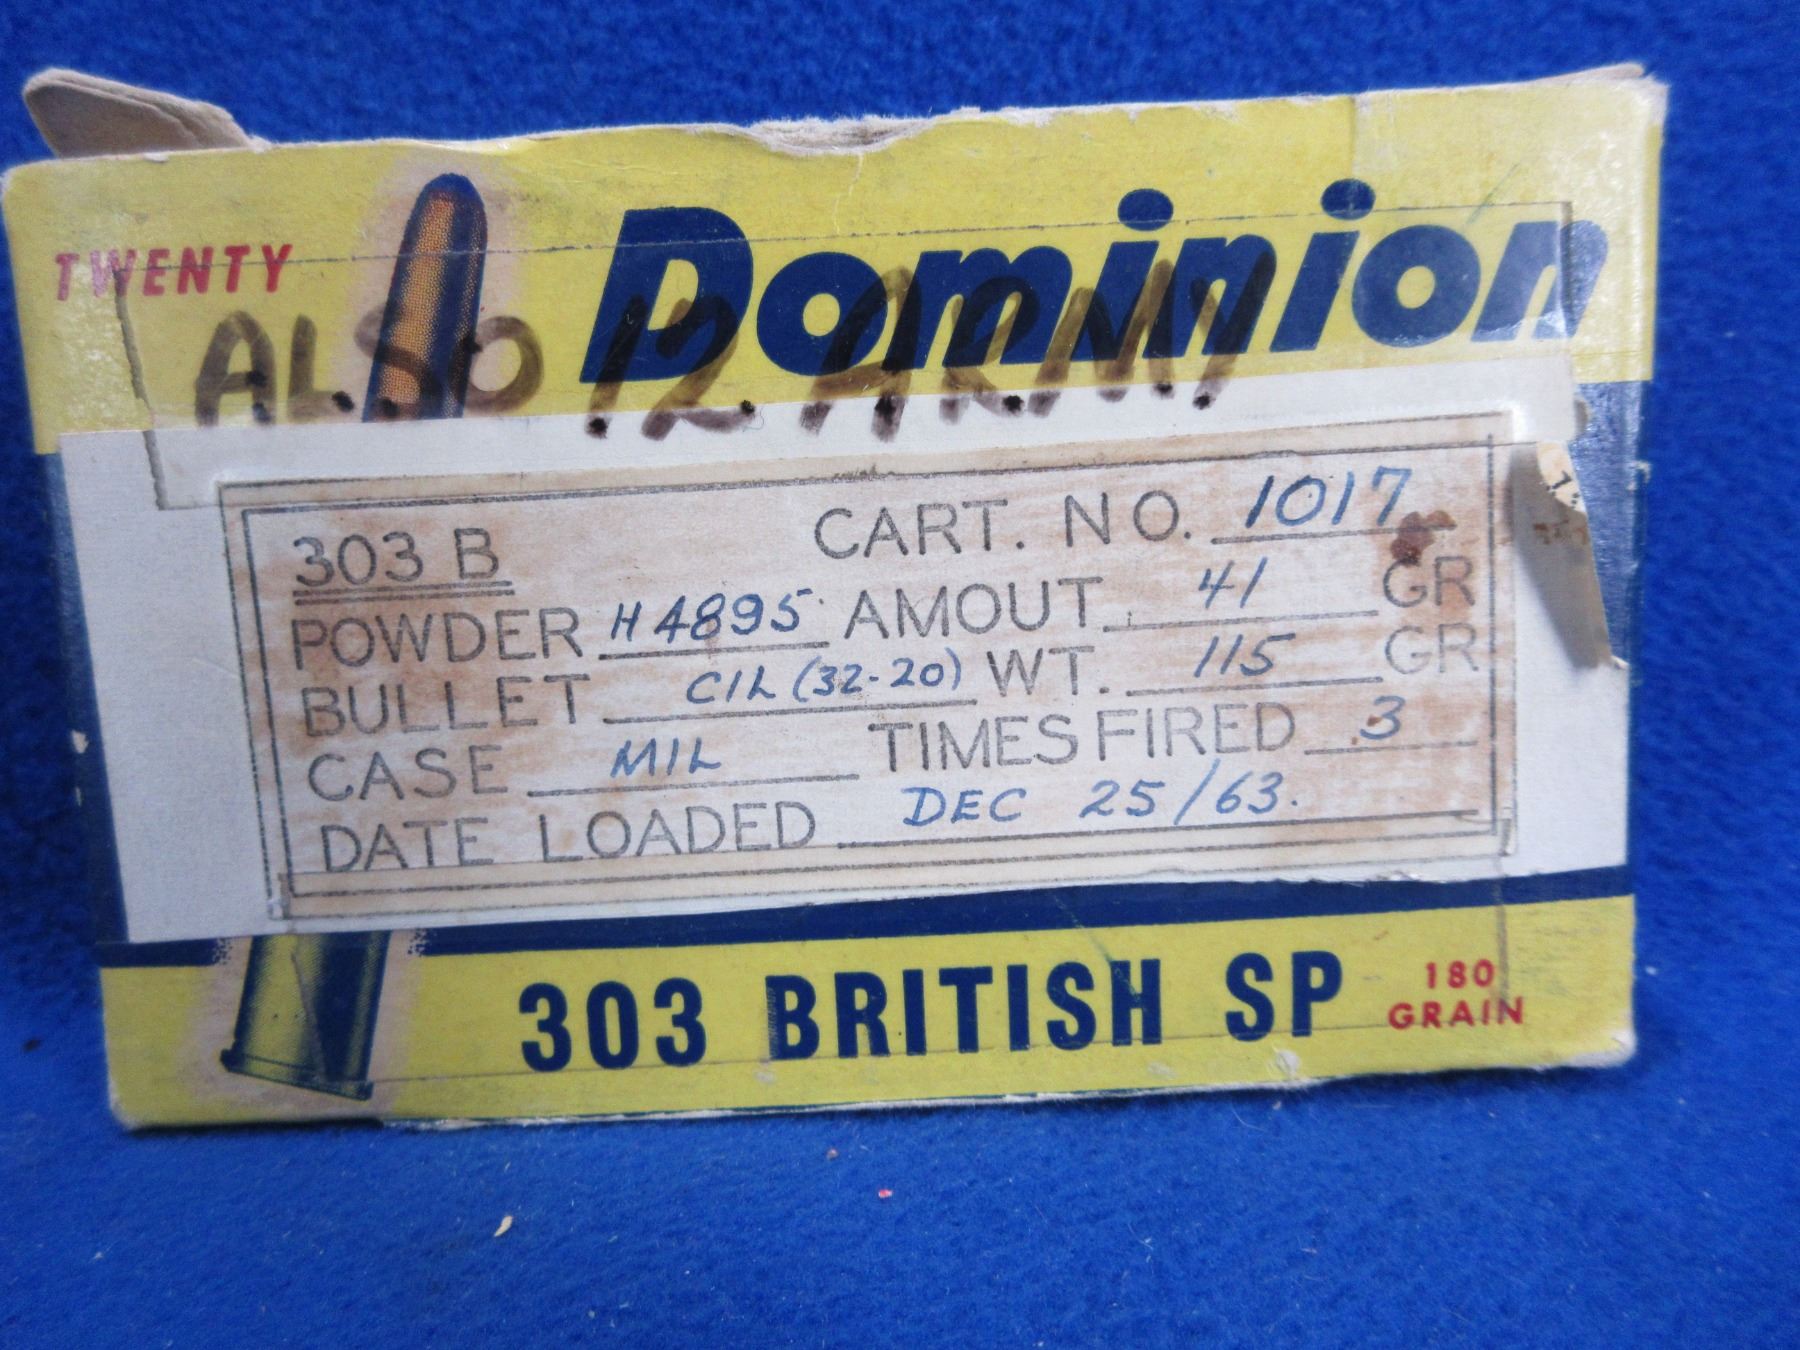 TWENTY
Dominion
ALSO 12 ARMY
303 B CART. NO. 1017
POWDER H4895 AMOUT. 41 GR
BULLET CIL (32-20) WT. 115 GR
CASE MIL TIMES FIRED 3
DATE LOADED DEC 25/63.
303 BRITISH SP 180 GRAIN